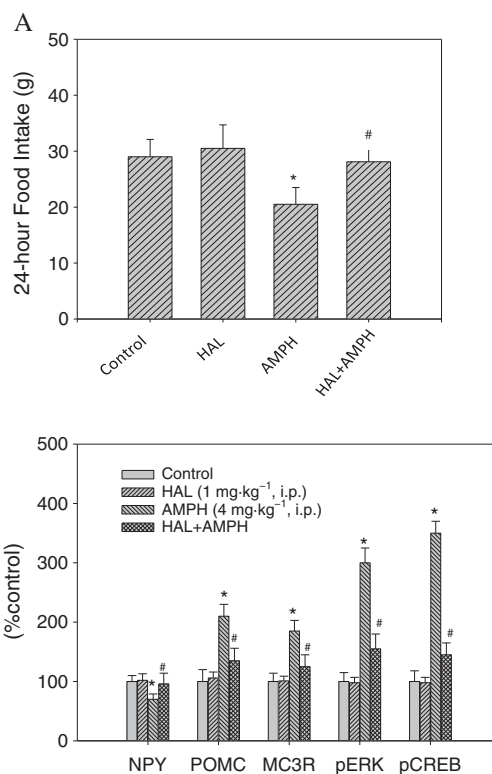 A
24-hour Food Intake (g)
50
40
30
20
10
0
*
#
Control
HAL
AMPH
HAL+AMPH
(%control)
500
400
300
200
100
0
Control
HAL (1 mg·kg⁻¹, i.p.)
AMPH (4 mg·kg⁻¹, i.p.)
HAL+AMPH
* # * # * # * # * #
NPY POMC MC3R pERK pCREB